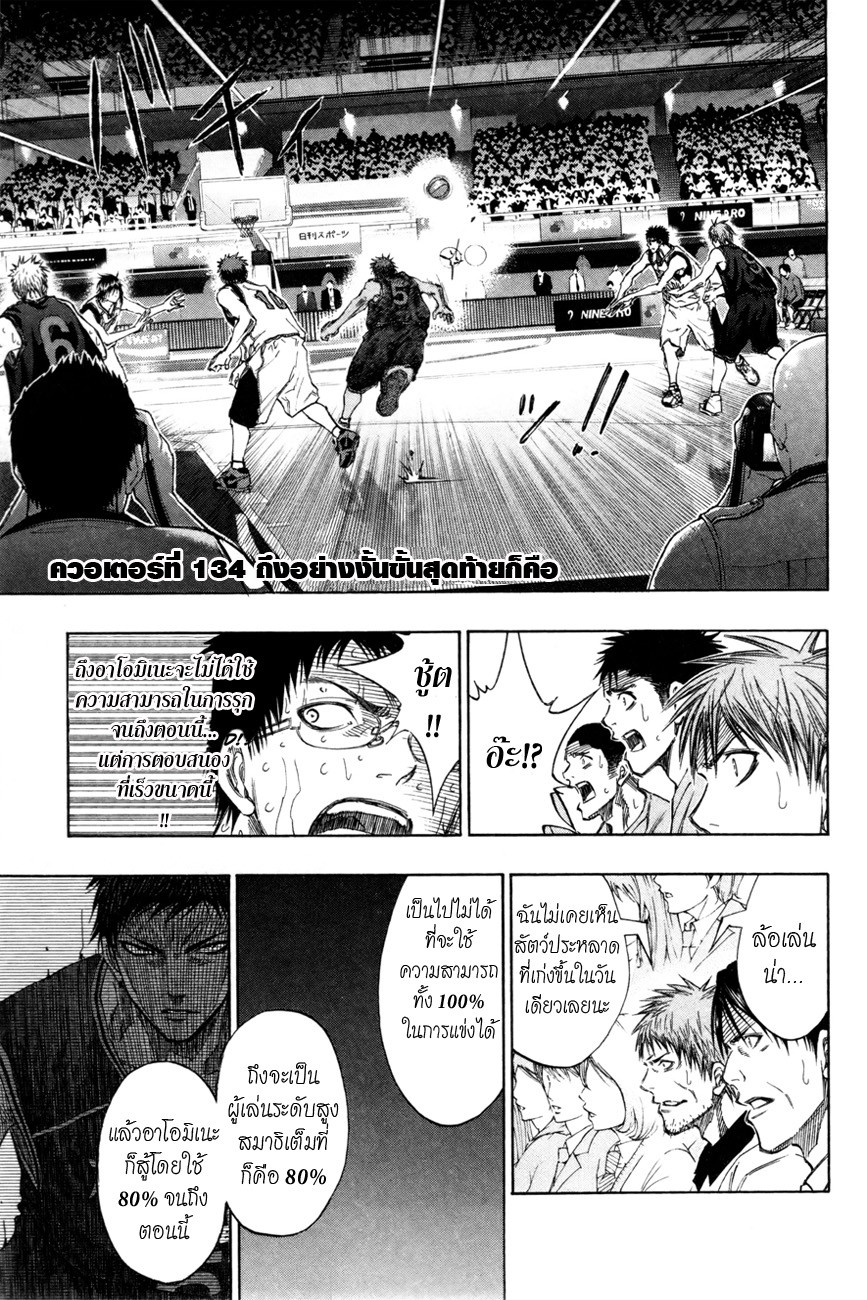 バッ
NINE BRO
日刊スポーツ
NINE BRO
6
10
5
ควอเตอร์ที่ 134 ถึงอย่างงั้นขั้นสุดท้ายก็คือ
อ๊ะ!?
ชู้ต
!!
ถึงอาโอมิเนะจะไม่ได้ใช้
ความสามารถในการรุก
จนถึงตอนนี้...
แต่การตอบสนอง
ที่เร็วขนาดนี้
!!
ล้อเล่น
น่า...
ฉันไม่เคยเห็น
สัตว์ประหลาด
ที่เก่งขึ้นในวัน
เดียวเลยนะ
เป็นไปไม่ได้
ที่จะใช้
ความสามารถ
ทั้ง 100%
ในการแข่งได้
ถึงจะเป็น
ผู้เล่นระดับสูง
สมาธิเต็มที่
ก็คือ 80%
แล้วอาโอมิเนะ
ก็สู้โดยใช้
80% จนถึง
ตอนนี้